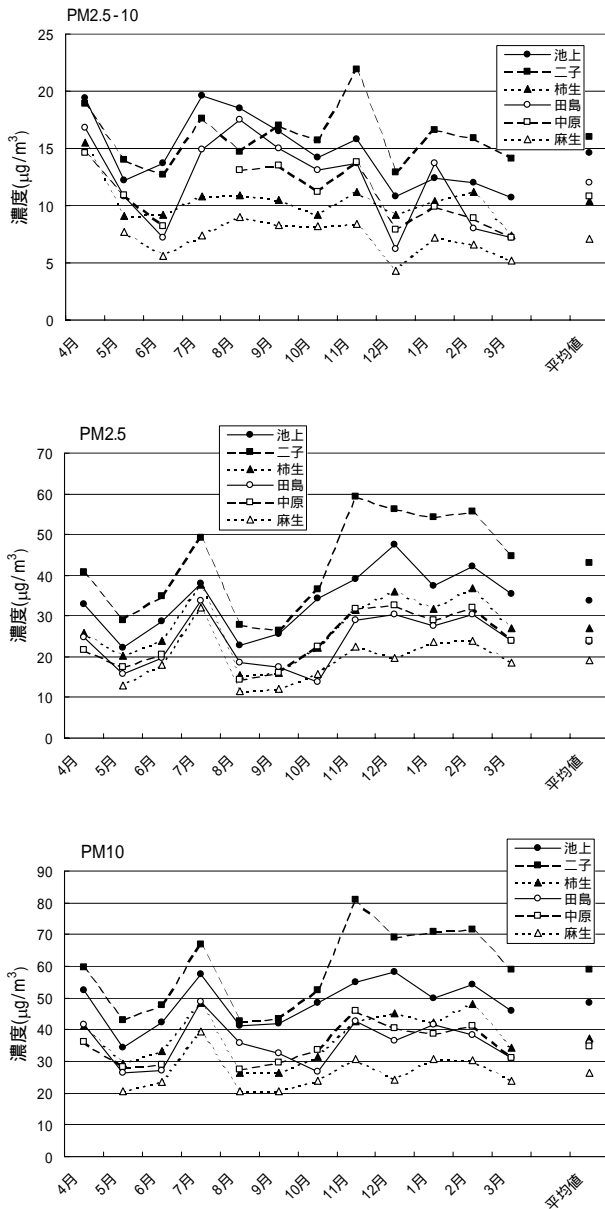 PM2.5-10
25
20
15
10
5
0
濃度(μg/m³)
池上
二子
柿生
田島
中原
麻生
4月
5月
6月
7月
8月
9月
10月
11月
12月
1月
2月
3月
平均値
PM2.5
70
60
50
40
30
20
10
0
濃度(μg/m³)
池上
二子
柿生
田島
中原
麻生
4月
5月
6月
7月
8月
9月
10月
11月
12月
1月
2月
3月
平均値
PM10
90
80
70
60
50
40
30
20
10
0
濃度(μg/m³)
池上
二子
柿生
田島
中原
麻生
4月
5月
6月
7月
8月
9月
10月
11月
12月
1月
2月
3月
平均値